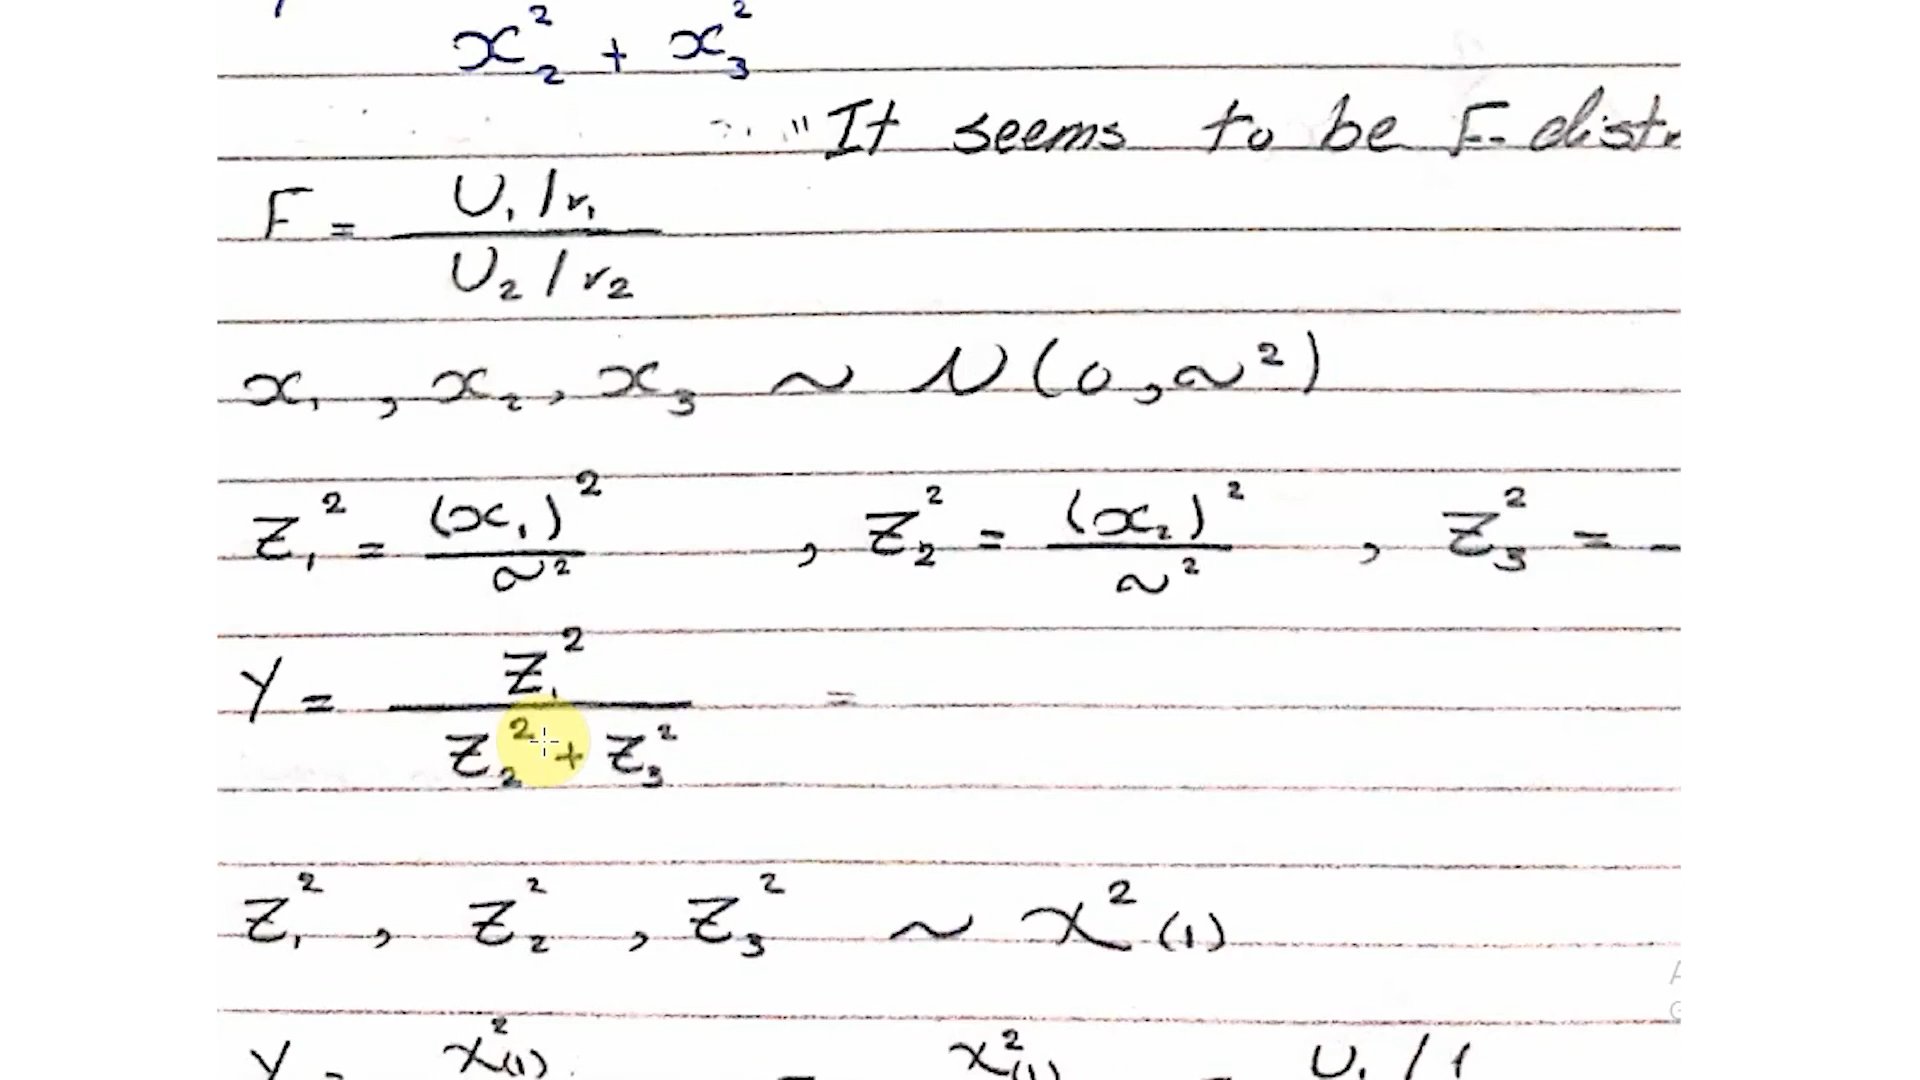 x₂² + x₃²
"It seems to be F-distr
F = U₁/r₁
U₂/r₂
x₁, x₂, x₃ ~ N(0, σ²)
Z₁² = (x₁)²/σ², Z₂² = (x₂)²/σ², Z₃² = -
Y = Z₁²/(Z₂² + Z₃²) =
Z₁², Z₂², Z₃² ~ χ²(1)
Y = χ²(1) = χ²(1) = U₁/1